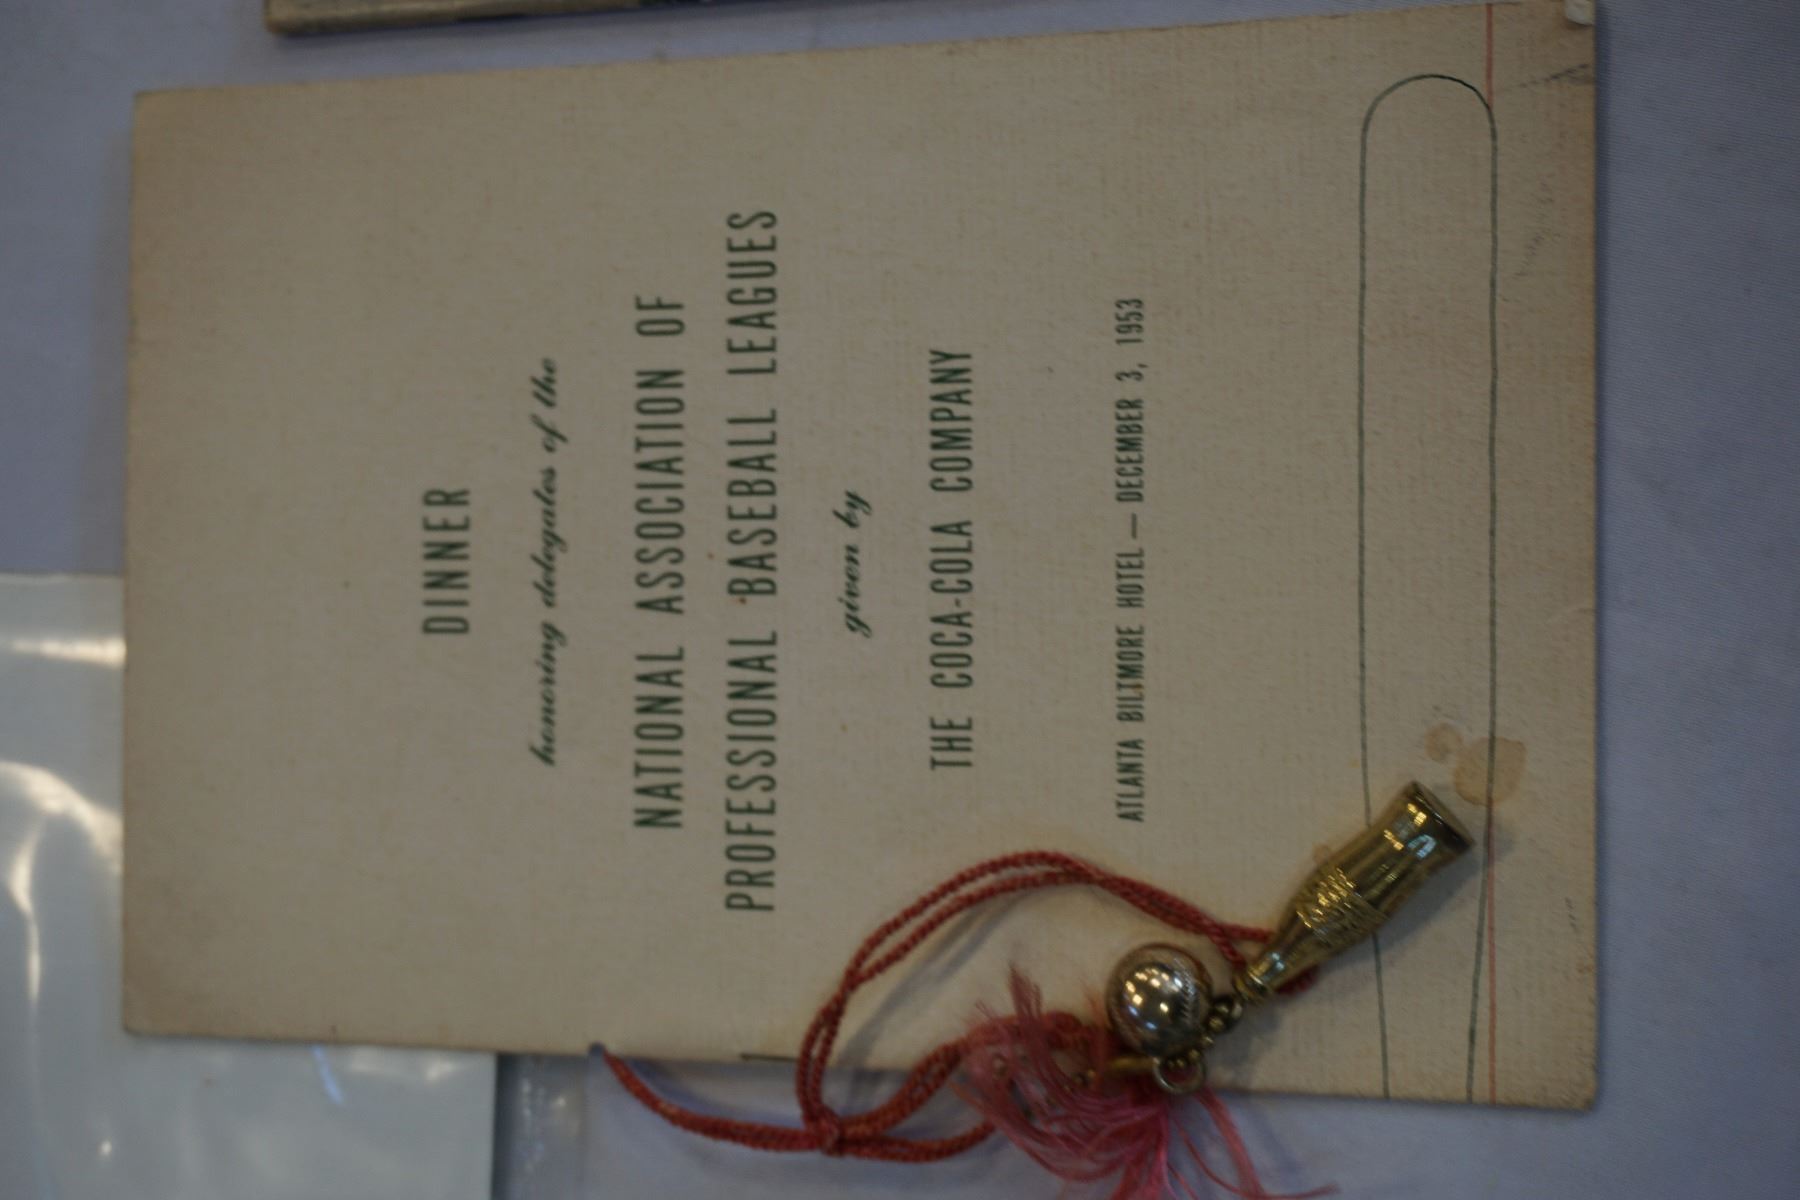 DINNER
honoring delegates of the
NATIONAL ASSOCIATION OF
PROFESSIONAL BASEBALL LEAGUES
given by
THE COCA-COLA COMPANY
ATLANTA BILTMORE HOTEL — DECEMBER 3, 1953